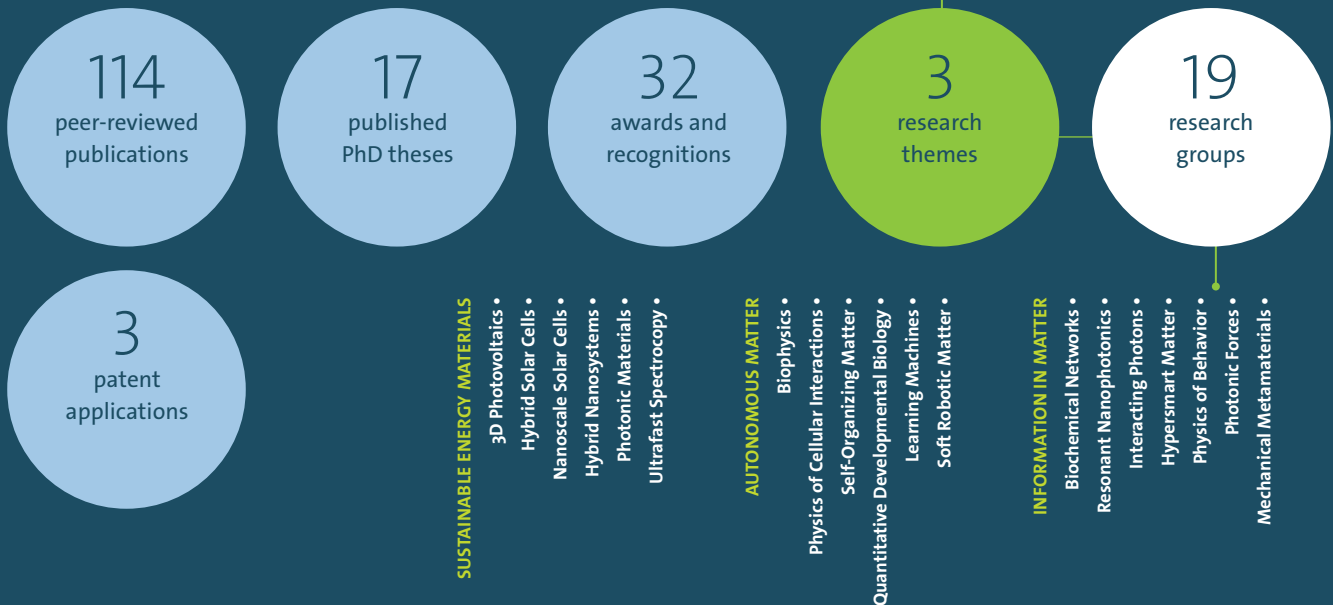 114
peer-reviewed
publications
17
published
PhD theses
32
awards and
recognitions
3
research
themes
19
research
groups
3
patent
applications
SUSTAINABLE ENERGY MATERIALS
3D Photovoltaics •
Hybrid Solar Cells •
Nanoscale Solar Cells •
Hybrid Nanosystems •
Photonic Materials •
Ultrafast Spectrocopy •
AUTONOMOUS MATTER
Biophysics •
Physics of Cellular Interactions •
Self-Organizing Matter •
Quantitative Developmental Biology •
Learning Machines •
Soft Robotic Matter •
INFORMATION IN MATTER
Biochemical Networks •
Resonant Nanophotonics •
Interacting Photons •
Hypersmart Matter •
Physics of Behavior •
Photonic Forces •
Mechanical Metamaterials •